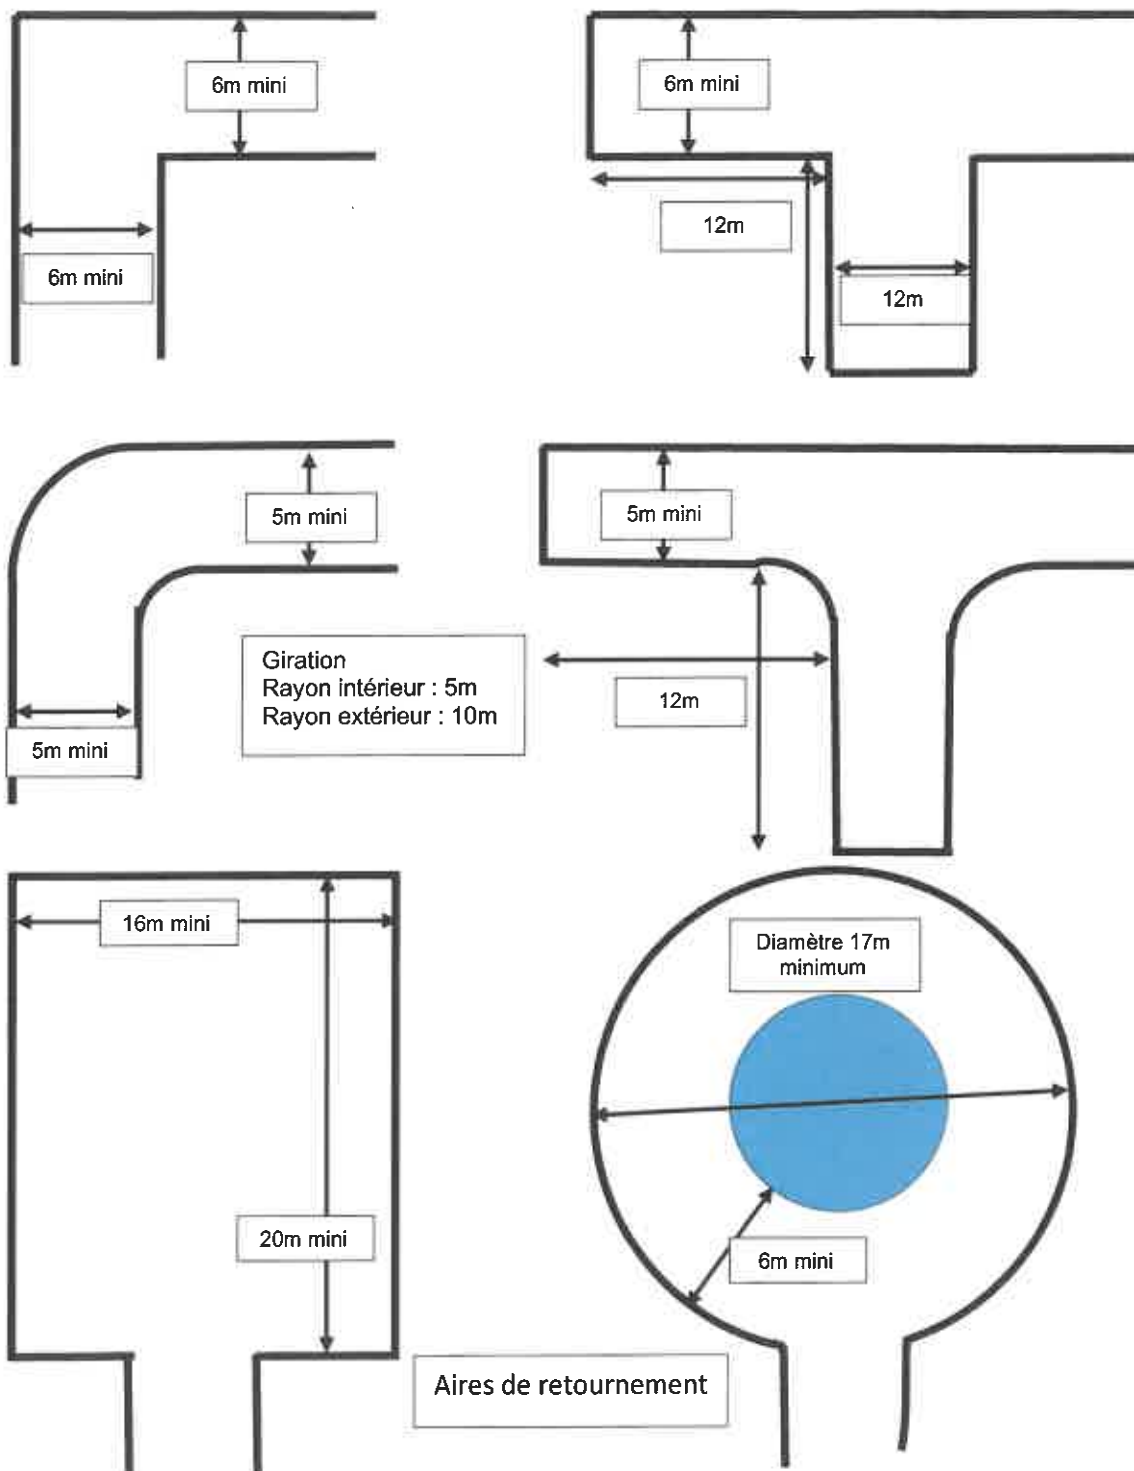 6m mini
6m mini
6m mini
12m
12m
5m mini
5m mini
Giration
Rayon intérieur : 5m
Rayon extérieur : 10m
12m
5m mini
16m mini
Diamètre 17m
minimum
20m mini
6m mini
Aires de retournement